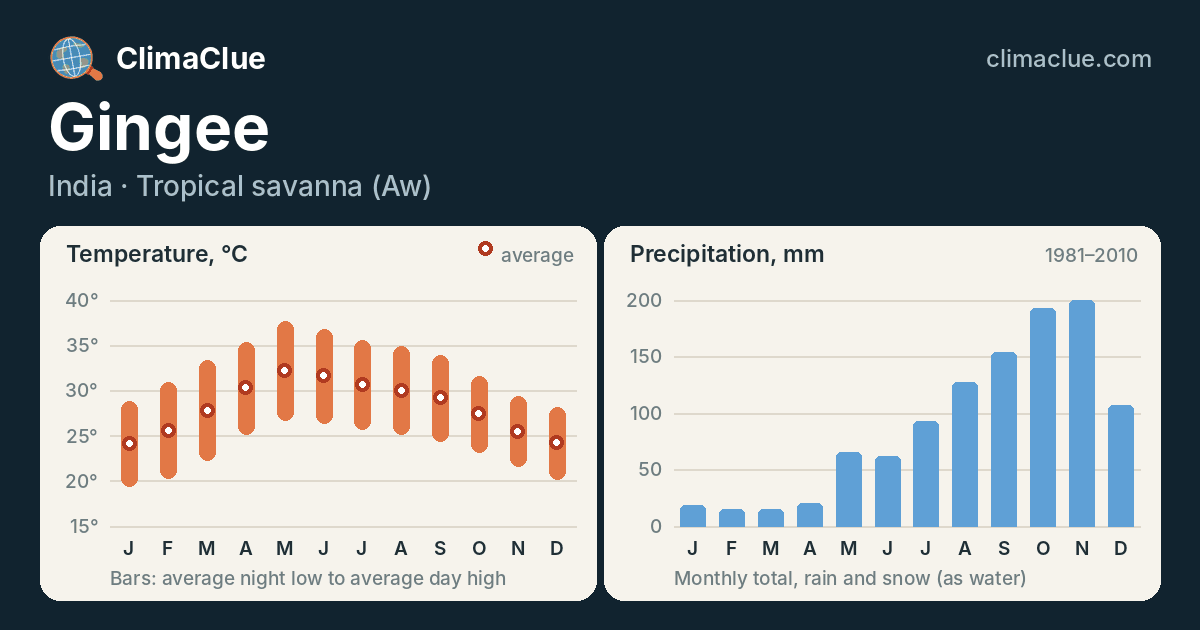 ClimaClue
climaclue.com
Gingee
India · Tropical savanna (Aw)
Temperature, °C
average
40°
35°
30°
25°
20°
15°
J F M A M J J A S O N D
Bars: average night low to average day high
Precipitation, mm
1981–2010
200
150
100
50
0
J F M A M J J A S O N D
Monthly total, rain and snow (as water)